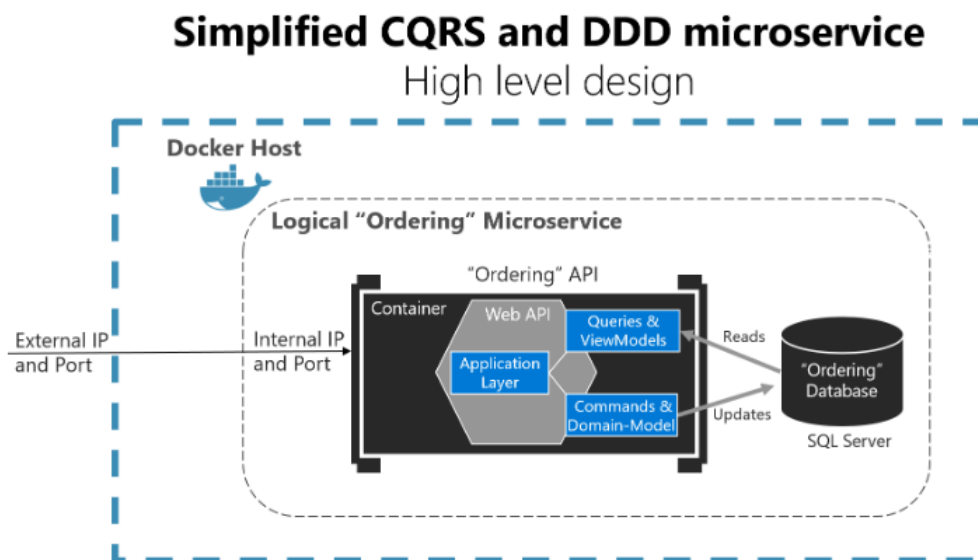 Simplified CQRS and DDD microservice
High level design
Docker Host
Logical “Ordering” Microservice
“Ordering” API
Container
Web API
Queries &
ViewModels
External IP
and Port
Internal IP
and Port
Application
Layer
Commands &
Domain-Model
Reads
Updates
“Ordering”
Database
SQL Server